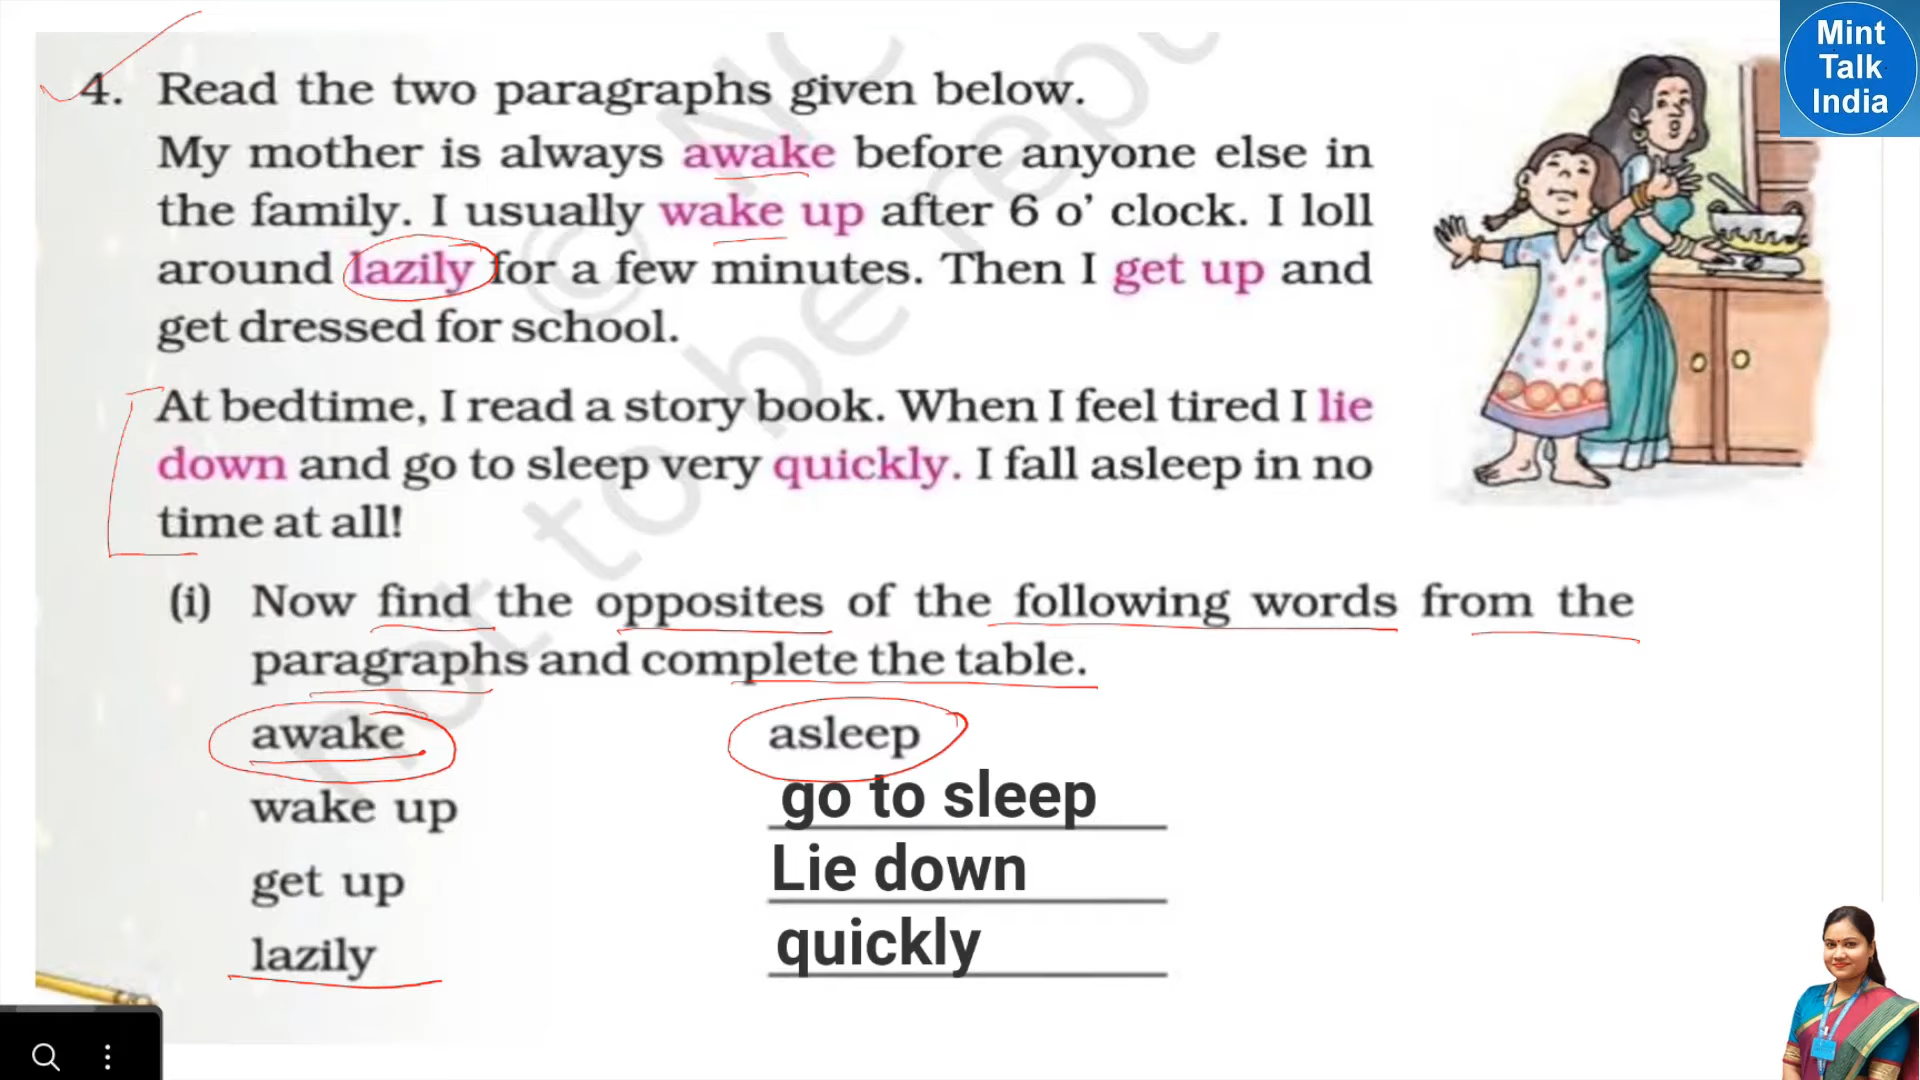 Mint
Talk
India
4. Read the two paragraphs given below.
My mother is always awake before anyone else in
the family. I usually wake up after 6 o' clock. I loll
around lazily for a few minutes. Then I get up and
get dressed for school.
At bedtime, I read a story book. When I feel tired I lie
down and go to sleep very quickly. I fall asleep in no
time at all!
(i) Now find the opposites of the following words from the
paragraphs and complete the table.
awake asleep
wake up go to sleep
get up Lie down
lazily quickly